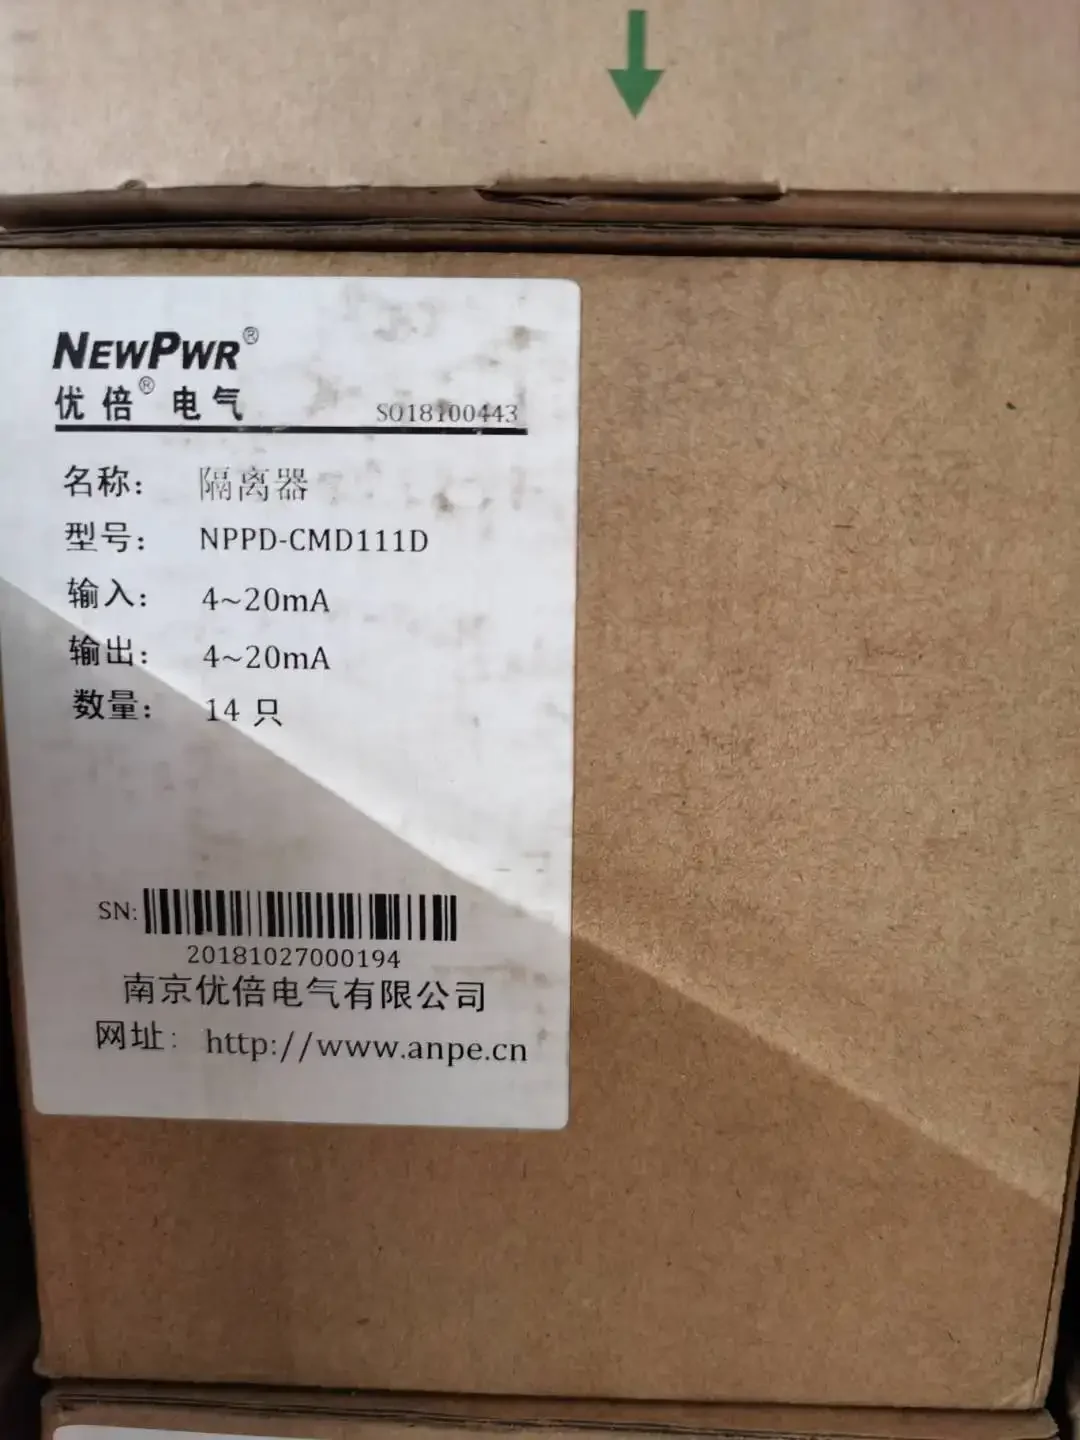 NEWPWR®
优倍®电气
SO18100443
名称: 隔离器
型号: NPPD-CMD111D
输入: 4~20mA
输出: 4~20mA
数量: 14 只
SN:
20181027000194
南京优倍电气有限公司
网址: http://www.anpe.cn